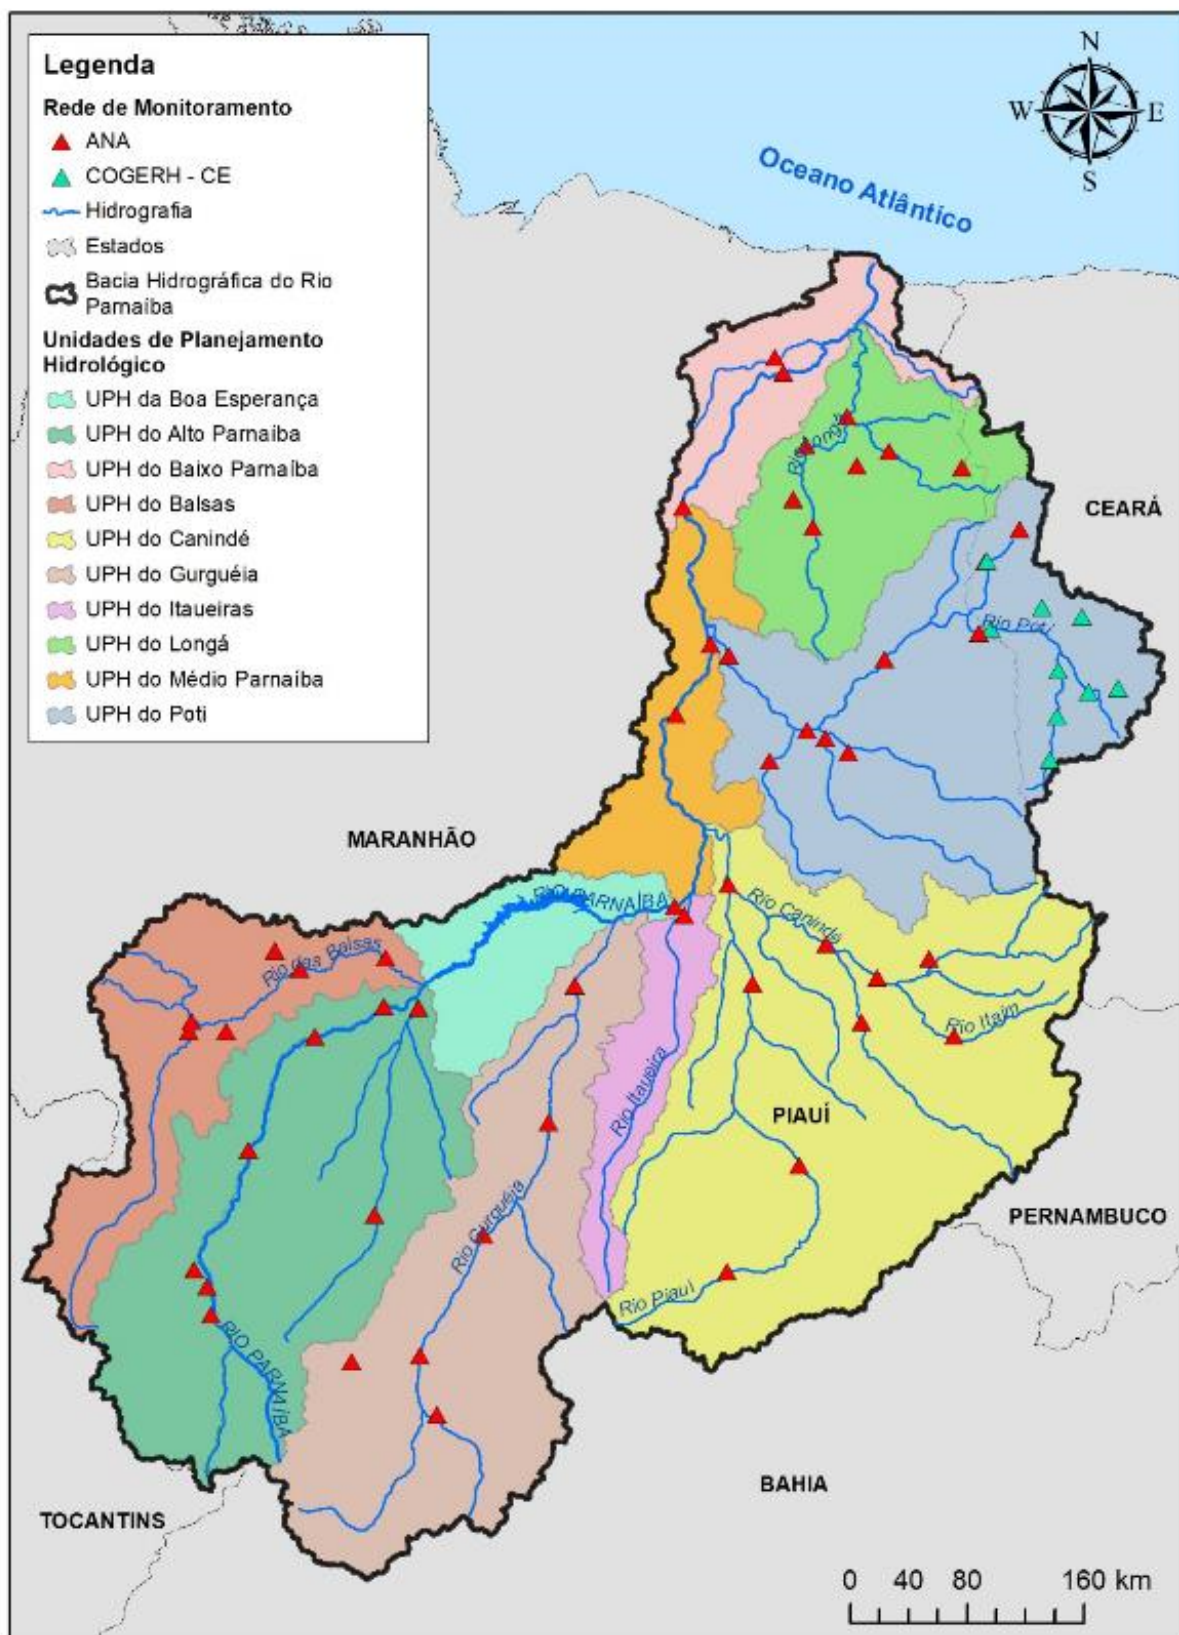 Legenda
Rede de Monitoramento
ANA
COGERH - CE
Hidrografia
Estados
Bacia Hidrográfica do Rio
Parnaíba
Unidades de Planejamento
Hidrológico
UPH da Boa Esperança
UPH do Alto Parnaíba
UPH do Baixo Parnaíba
UPH do Balsas
UPH do Canindé
UPH do Gurguéia
UPH do Itaueiras
UPH do Longá
UPH do Médio Parnaíba
UPH do Poti
N
W
E
S
Oceano Atlântico
Rio Longá
CEARÁ
Rio Poti
MARANHÃO
RIO PARNAÍBA
Rio Canindé
Rio das Balsas
Rio Itaim
Rio Itaueira
PIAUÍ
Rio Gurguéia
PERNAMBUCO
Rio Piauí
RIO PARNAÍBA
BAHIA
TOCANTINS
0 40 80 160 km